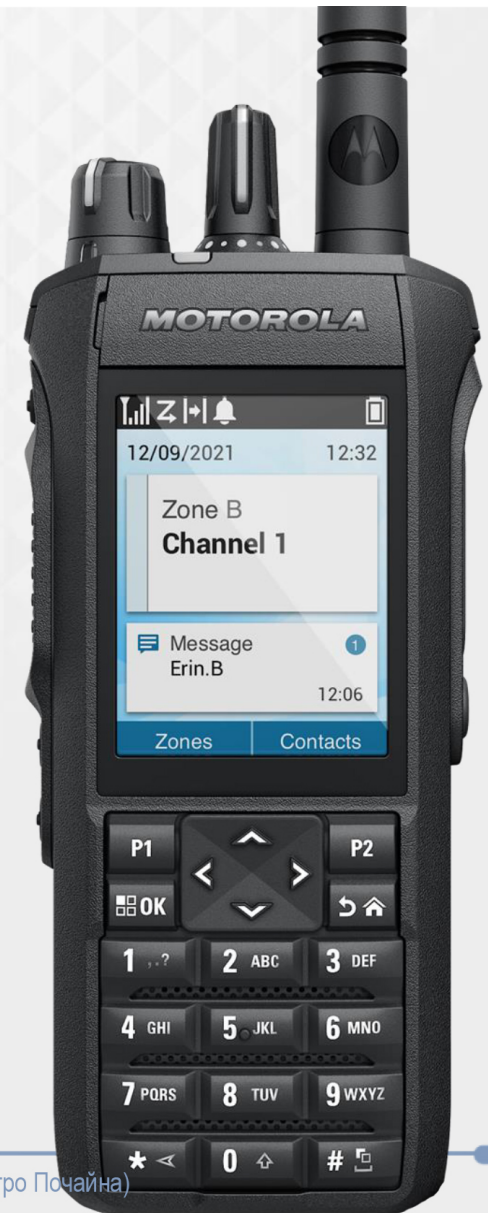 MOTOROLA
12/09/2021 12:32
Zone B
Channel 1
Message 1
Erin.B
12:06
Zones Contacts
P1 P2
OK
1 ,.? 2 ABC 3 DEF
4 GHI 5 JKL 6 MNO
7 PQRS 8 TUV 9 WXYZ
* 0 #
тро Почайна)